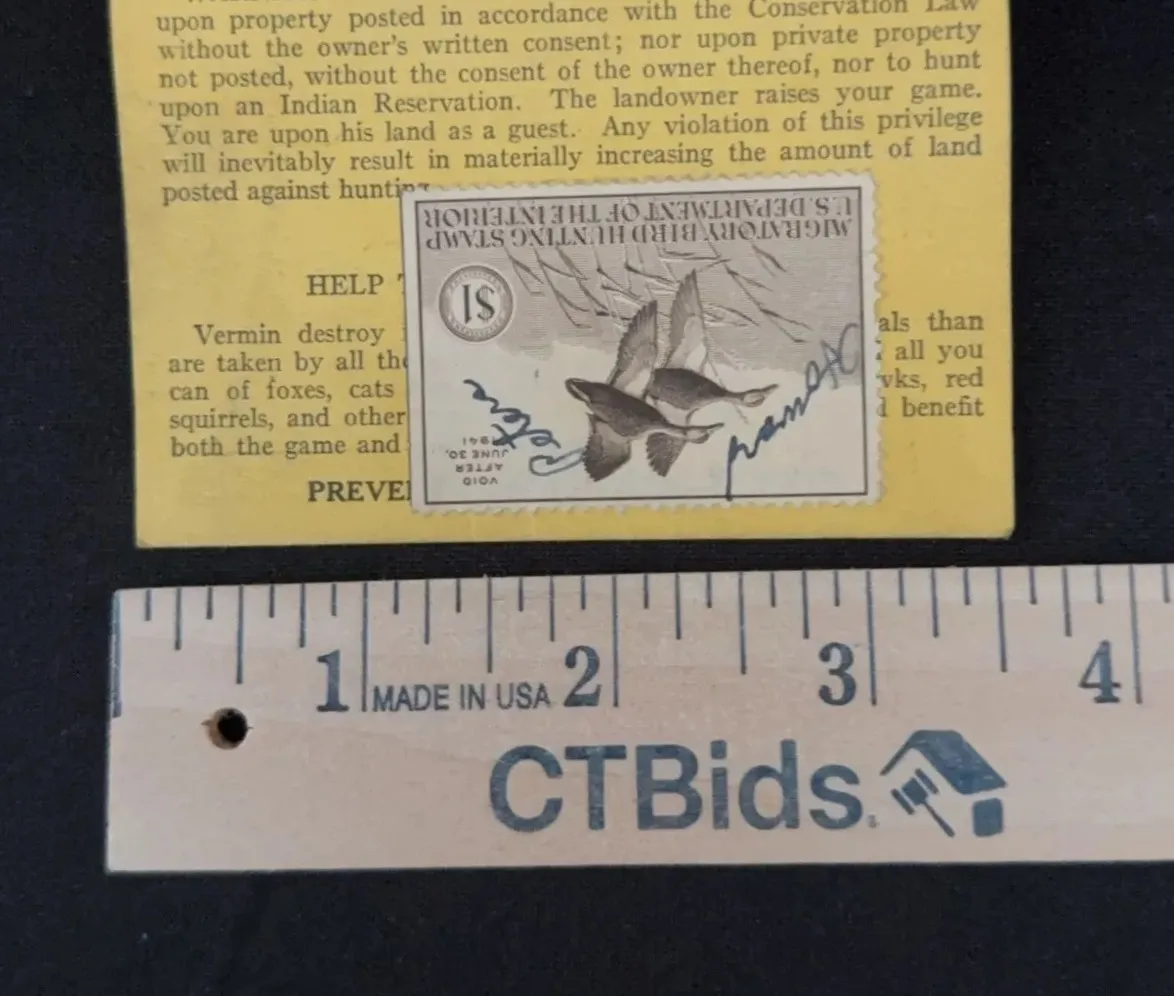 upon property posted in accordance with the Conservation Law
without the owner's written consent; nor upon private property
not posted, without the consent of the owner thereof, nor to hunt
upon an Indian Reservation. The landowner raises your game.
You are upon his land as a guest. Any violation of this privilege
will inevitably result in materially increasing the amount of land
posted against hunting
HELP
Vermin destroy als than
are taken by all the all you
can of foxes, cats wks, red
squirrels, and other d benefit
both the game and
PREVE
VOID
AFTER
JUNE 30,
1941
$1
MIGRATORY BIRD HUNTING STAMP
U.S. DEPARTMENT OF THE INTERIOR
1 2 3 4
MADE IN USA
CTBids